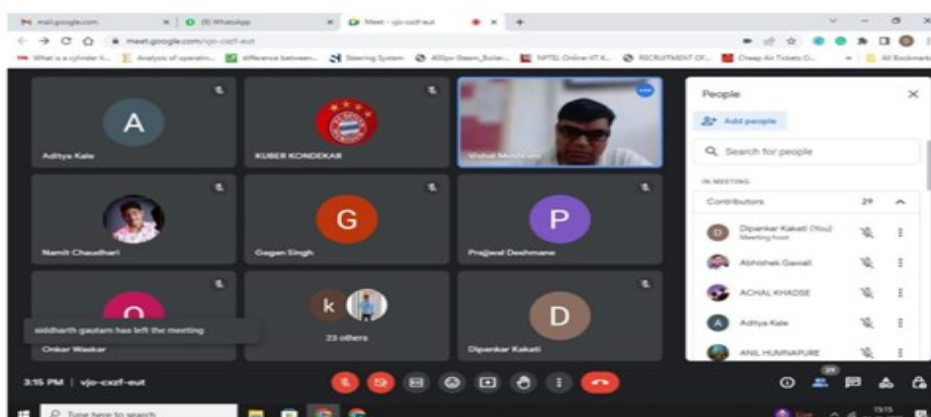 mail.google.com
(8) WhatsApp
Meet - vjo-cxzf-eut
meet.google.com/vjo-cxzf-eut
What is a cylinder h...
Analysis of operatin...
difference between...
Steering System
NPTEL Online-IIT K...
RECRUITMENT OF...
Cheap Air Tickets O...
All Bookmarks
A
Aditya Kale
KUBER KONDEKAR
Vishal Meshram
Namit Chaudhari
G
Gagan Singh
P
Prajjwal Deshmane
siddharth gautam has left the meeting
Onkar Waskar
k
23 others
D
Dipankar Kakati
People
Add people
Search for people
IN MEETING
Contributors 29
D Dipankar Kakati (You)
Meeting host
Abhishek Gawali
ACHAL KHADSE
A Aditya Kale
ANIL HUMNAPURE
3:15 PM | vjo-cxzf-eut
29
Type here to search
15:15